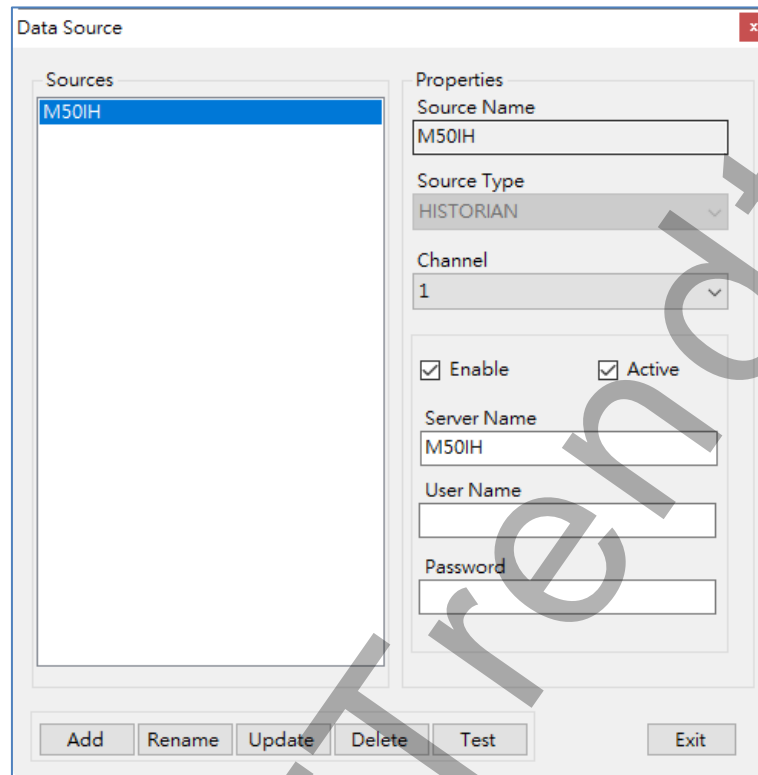 Data Source
x
Sources
M50IH
Properties
Source Name
M50IH
Source Type
HISTORIAN
Channel
1
Enable
Active
Server Name
M50IH
User Name
Password
Add
Rename
Update
Delete
Test
Exit
Trend